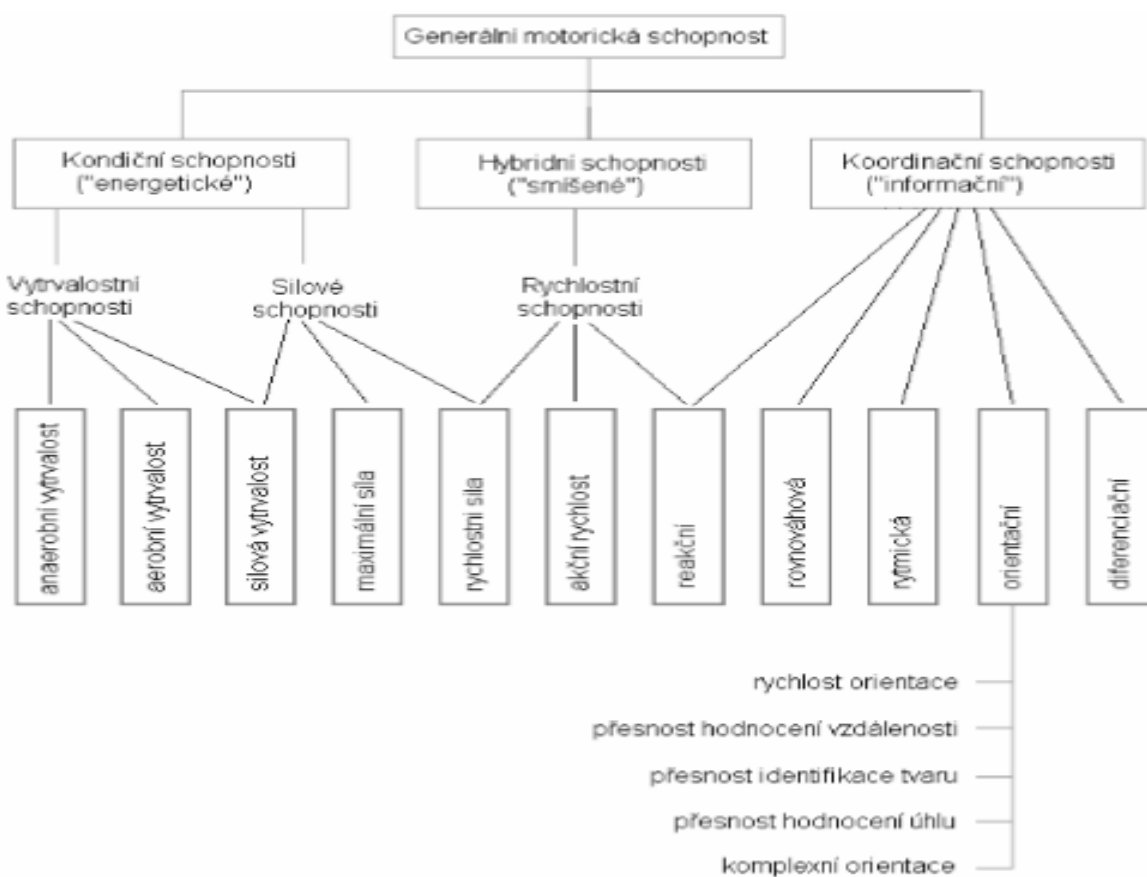 Generální motorická schopnost
Kondiční schopnosti
("energetické")
Hybridní schopnosti
("smíšené")
Koordinační schopnosti
("informační")
Vytrvalostní
schopnosti
Silové
schopnosti
Rychlostní
schopnosti
anaerobní vytrvalost
aerobní vytrvalost
silová vytrvalost
maximální síla
rychlostní síla
akční rychlost
reakční
rovnováhová
rytmická
orientační
diferenciační
rychlost orientace
přesnost hodnocení vzdálenosti
přesnost identifikace tvaru
přesnost hodnocení úhlu
komplexní orientace